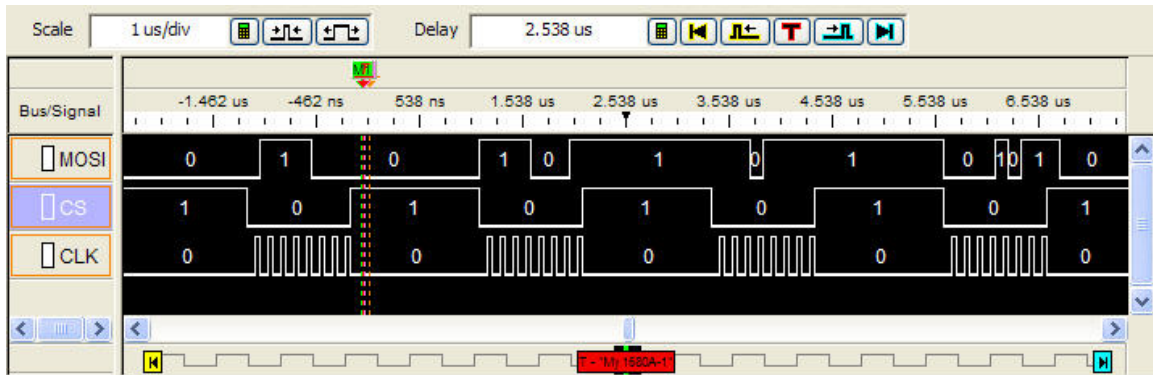 Scale 1 us/div Delay 2.538 us T
M1
Bus/Signal -1.462 us -462 ns 538 ns 1.538 us 2.538 us 3.538 us 4.538 us 5.538 us 6.538 us
MOSI 0 1 0 1 0 1 0 1 0 1 0 1 0
CS 1 0 1 0 1 0 1 0 1
CLK 0 0 0 0 0
T - "My 1680A-1"